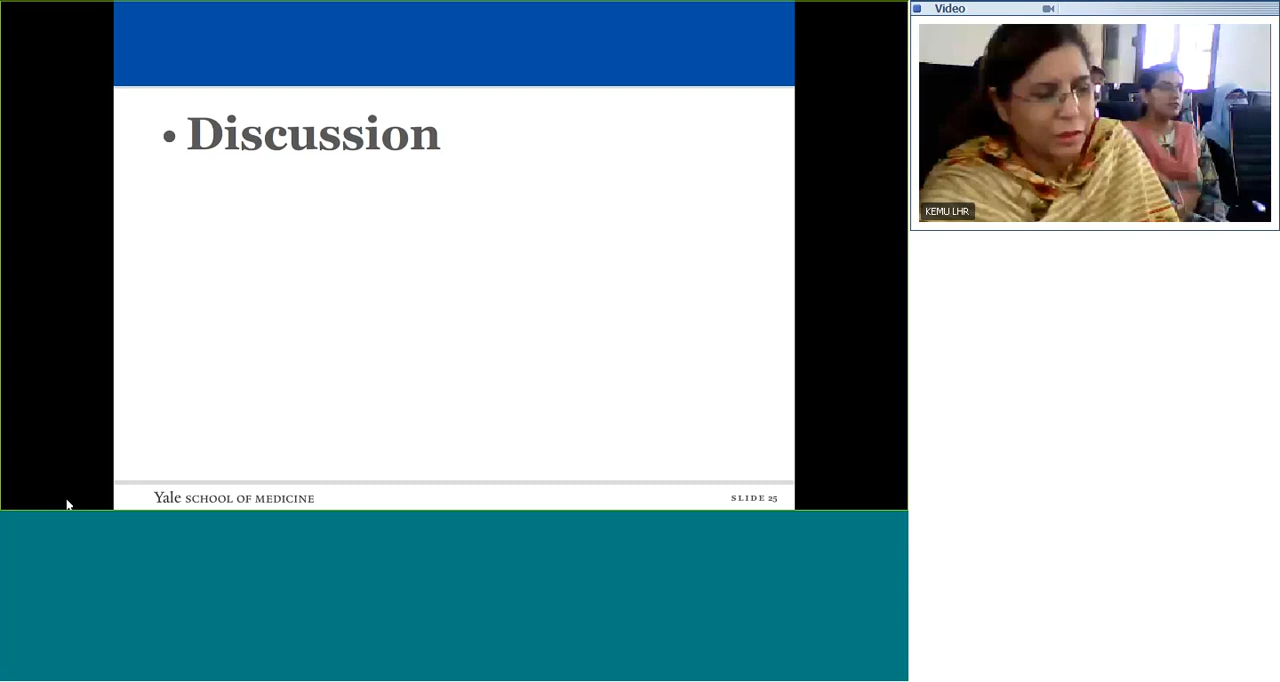 Video
• Discussion
KEMU LHR
Yale SCHOOL OF MEDICINE
SLIDE 25